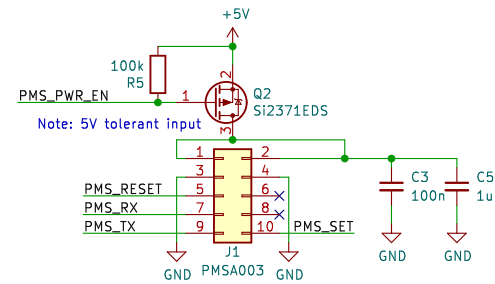 +5V
100k
R5
2
PMS_PWR_EN
1
Q2
Si2371EDS
Note: 5V tolerant input
3
1
2
3
4
PMS_RESET
5
6
PMS_RX
7
8
PMS_TX
9
10
PMS_SET
C3
100n
C5
1u
J1
PMSA003
GND
GND
GND
GND